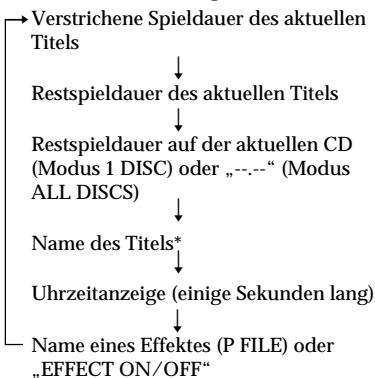 Verstrichene Spieldauer des aktuellen
Titels
Restspieldauer des aktuellen Titels
Restspieldauer auf der aktuellen CD
(Modus 1 DISC) oder „--.--“ (Modus
ALL DISCS)
Name des Titels*
Uhrzeitanzeige (einige Sekunden lang)
Name eines Effektes (P FILE) oder
„EFFECT ON/OFF“